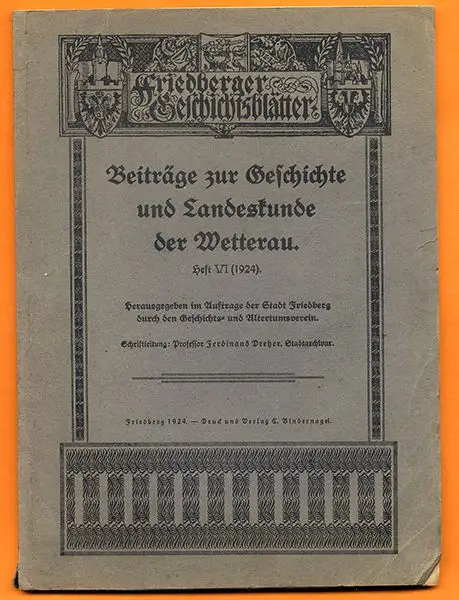 Friedberger
Geschichtsblätter
Beiträge zur Geschichte
und Landeskunde
der Wetterau.
Heft VI (1924).
Herausgegeben im Auftrage der Stadt Friedberg
durch den Geschichts- und Altertumsverein.
Schriftleitung: Professor Ferdinand Dreher, Stadtarchivar.
Friedberg 1924. — Druck und Verlag C. Bindernagel.